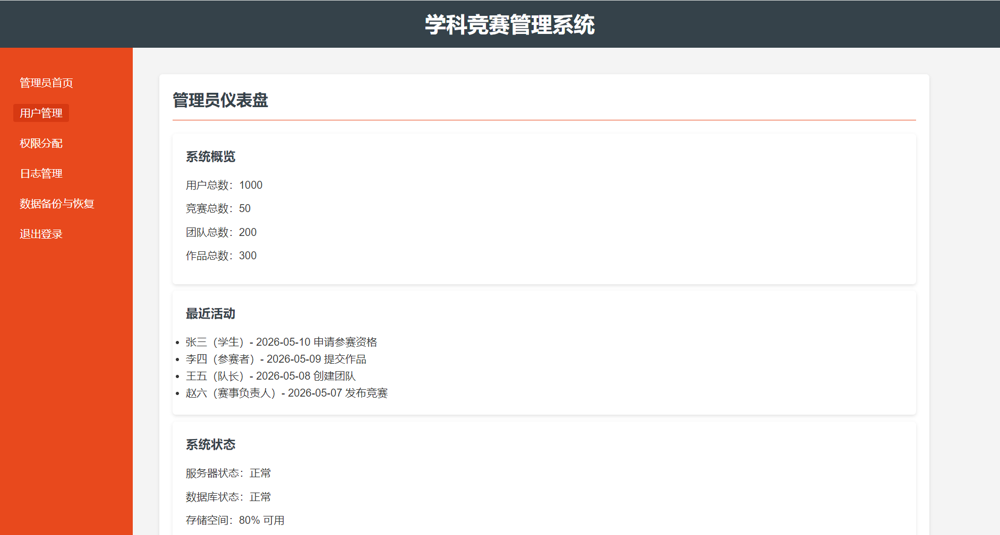 学科竞赛管理系统
管理员首页
用户管理
权限分配
日志管理
数据备份与恢复
退出登录
管理员仪表盘
系统概览
用户总数：1000
竞赛总数：50
团队总数：200
作品总数：300
最近活动
张三（学生）- 2026-05-10 申请参赛资格
李四（参赛者）- 2026-05-09 提交作品
王五（队长）- 2026-05-08 创建团队
赵六（赛事负责人）- 2026-05-07 发布竞赛
系统状态
服务器状态：正常
数据库状态：正常
存储空间：80% 可用